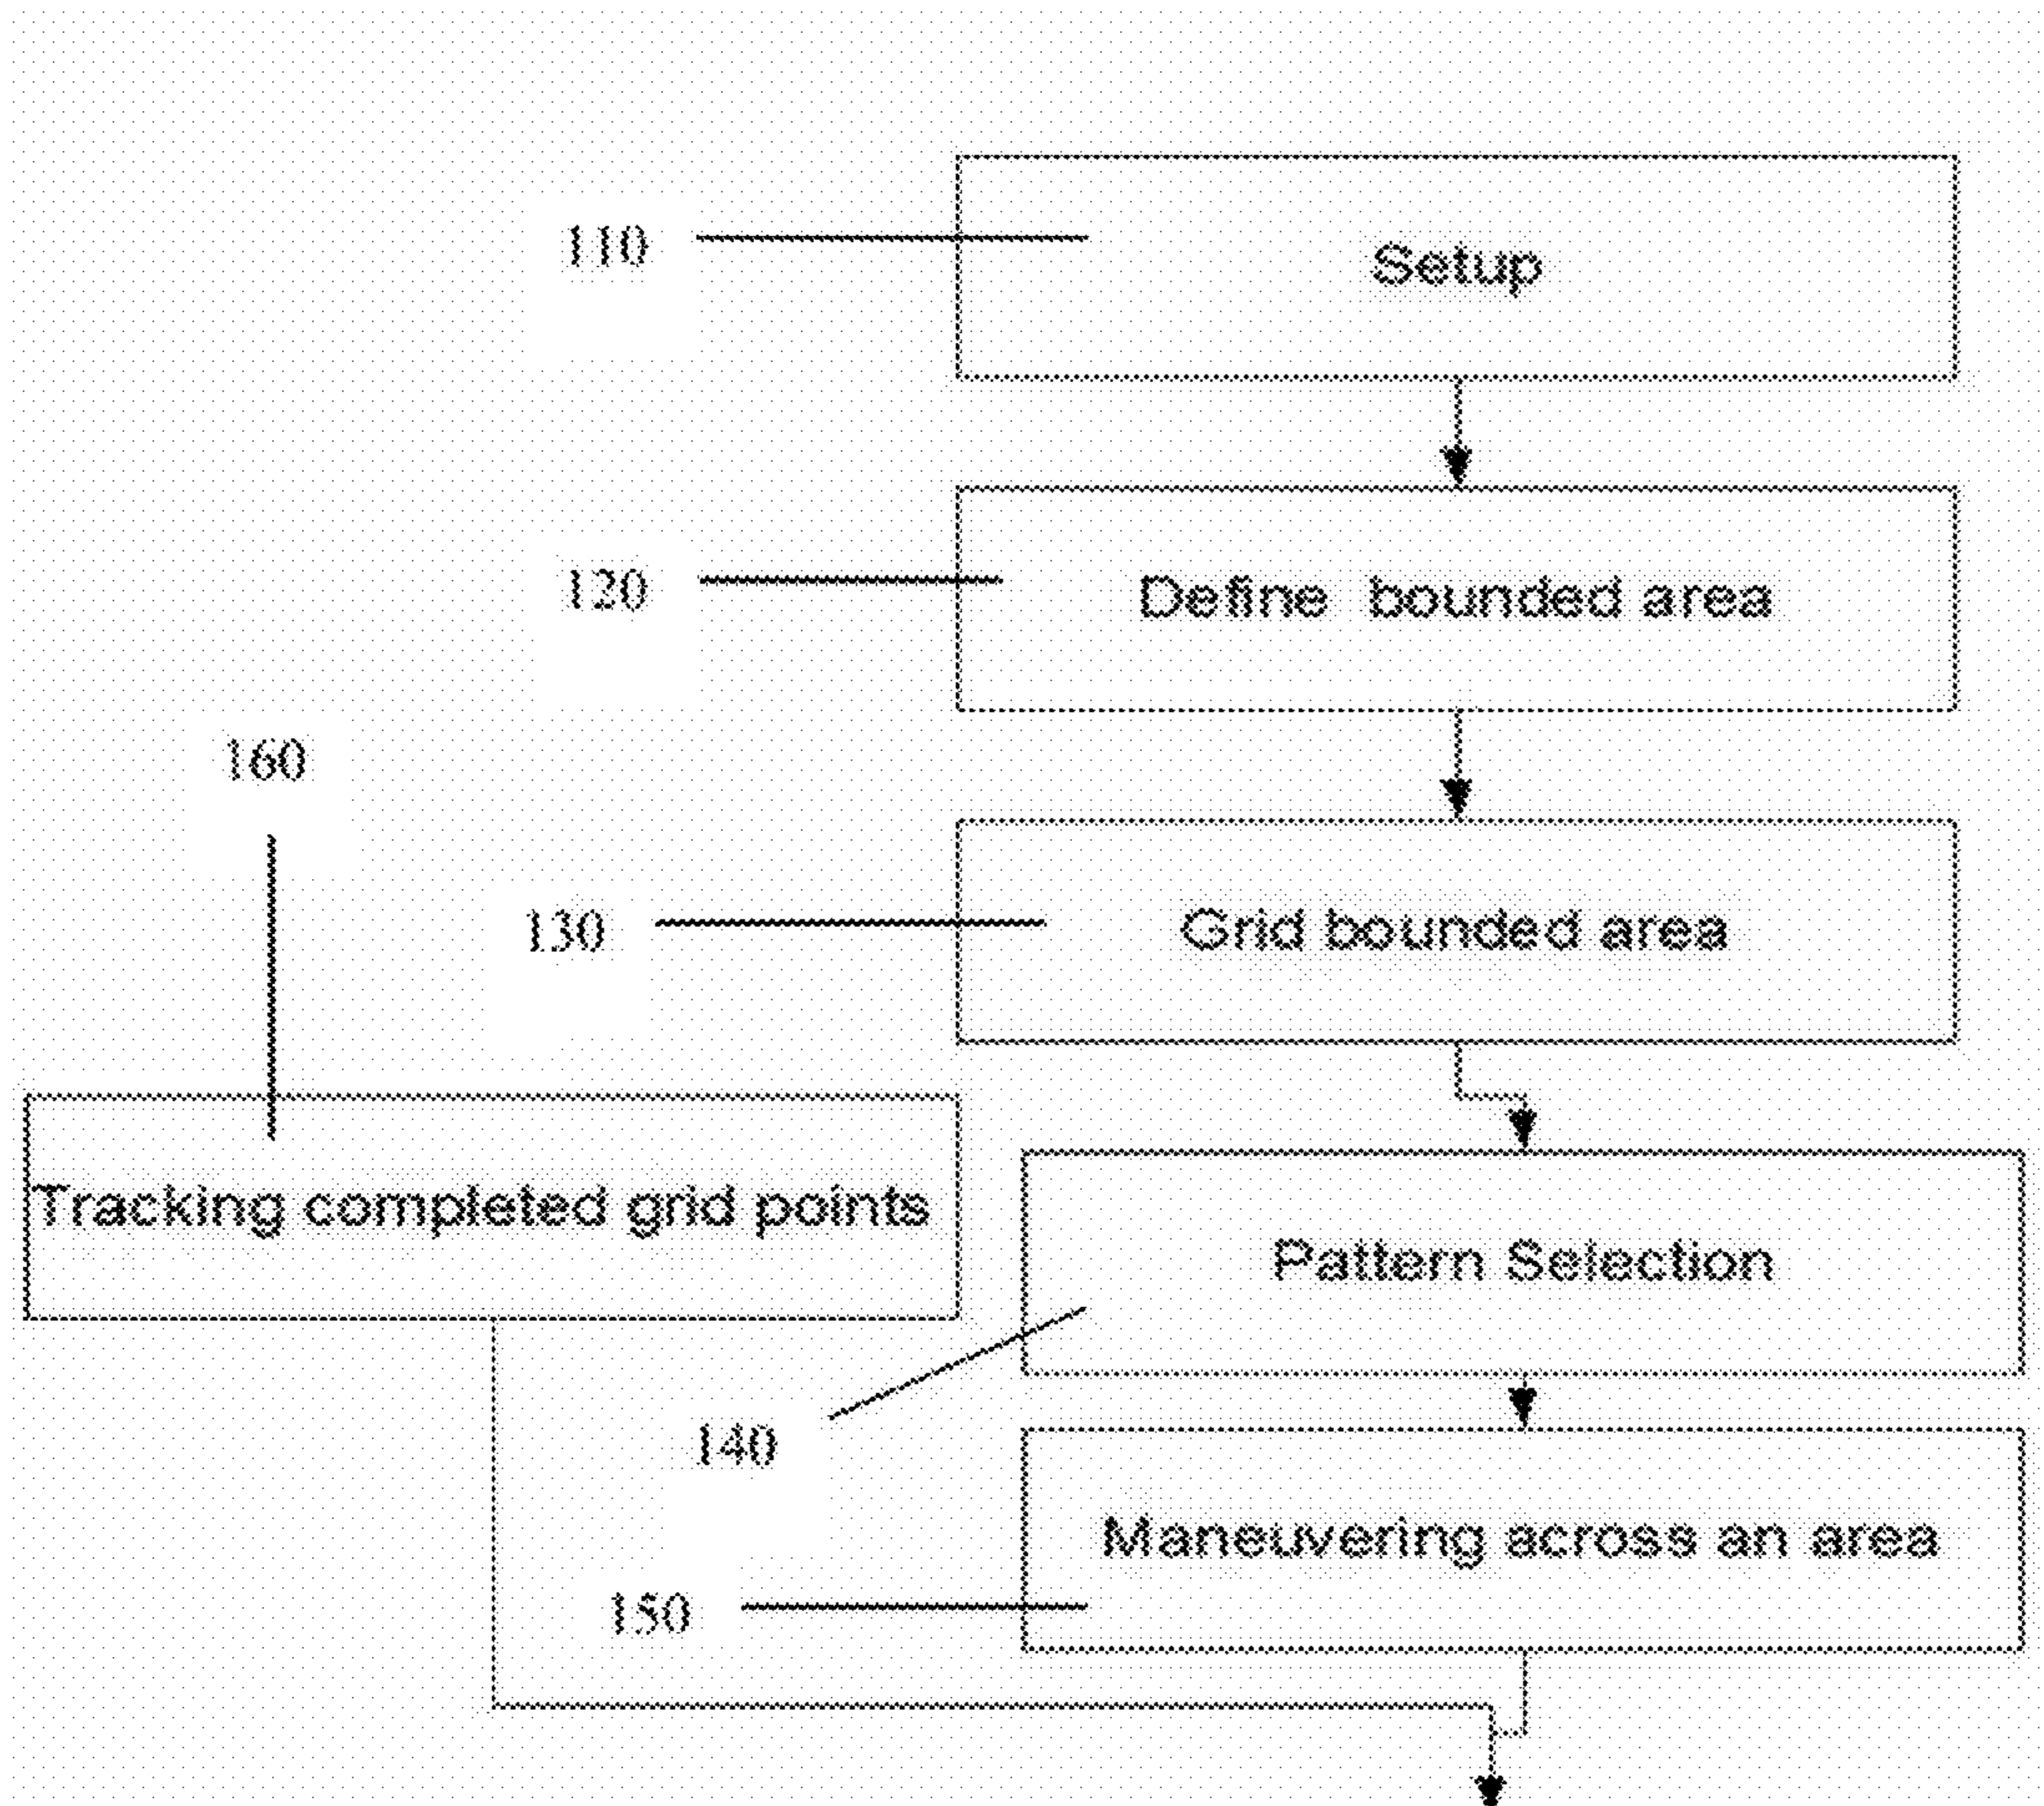 110
Setup
120
Define bounded area
160
130
Grid bounded area
Tracking completed grid points
Pattern Selection
140
Maneuvering across an area
150